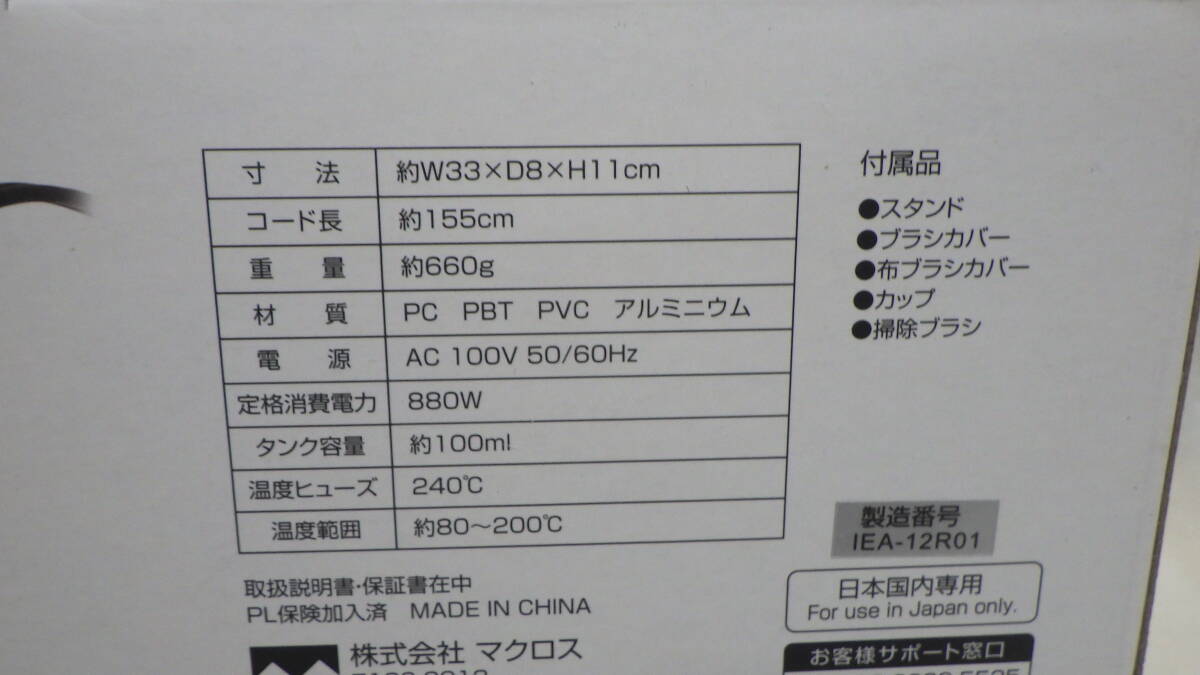 寸 法 約W33×D8×H11cm
コード長 約155cm
重 量 約660g
材 質 PC PBT PVC アルミニウム
電 源 AC 100V 50/60Hz
定格消費電力 880W
タンク容量 約100ml
温度ヒューズ 240℃
温度範囲 約80～200℃
取扱説明書・保証書在中
PL保険加入済 MADE IN CHINA
株式会社 マクロス
付属品
●スタンド
●ブラシカバー
●布ブラシカバー
●カップ
●掃除ブラシ
製造番号
IEA-12R01
日本国内専用
For use in Japan only.
お客様サポート窓口